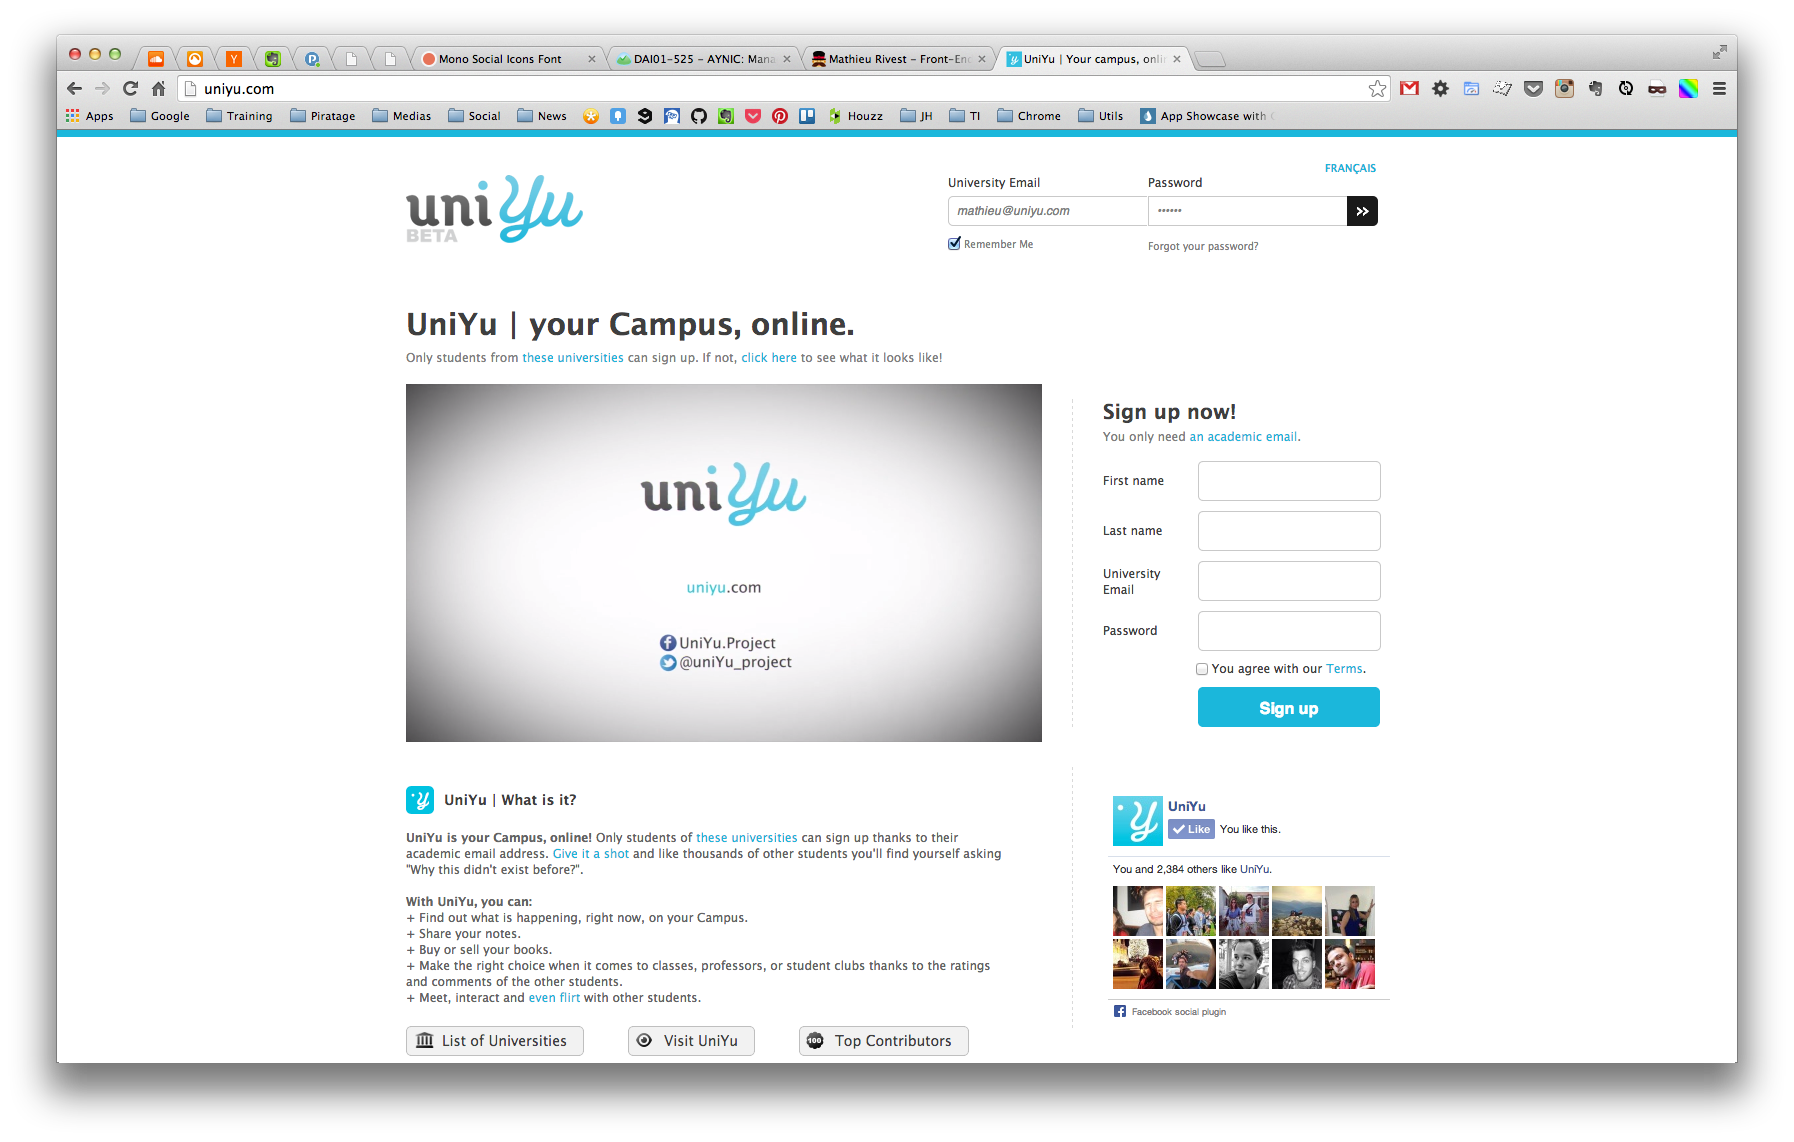 Mono Social Icons Font
DAI01-525 - AYNIC: Mana
Mathieu Rivest - Front-End
UniYu | Your campus, onlin
uniyu.com
Apps
Google
Training
Piratage
Medias
Social
News
Houzz
JH
TI
Chrome
Utils
App Showcase with
FRANÇAIS
uniYu
BETA
University Email
Password
mathieu@uniyu.com
••••••
»
Remember Me
Forgot your password?
UniYu | your Campus, online.
Only students from these universities can sign up. If not, click here to see what it looks like!
uniYu
uniyu.com
UniYu.Project
@uniYu_project
Sign up now!
You only need an academic email.
First name
Last name
University
Email
Password
You agree with our Terms.
Sign up
UniYu | What is it?
UniYu is your Campus, online! Only students of these universities can sign up thanks to their
academic email address. Give it a shot and like thousands of other students you'll find yourself asking
"Why this didn't exist before?".
With UniYu, you can:
+ Find out what is happening, right now, on your Campus.
+ Share your notes.
+ Buy or sell your books.
+ Make the right choice when it comes to classes, professors, or student clubs thanks to the ratings
and comments of the other students.
+ Meet, interact and even flirt with other students.
List of Universities
Visit UniYu
100
Top Contributors
UniYu
Like
You like this.
You and 2,384 others like UniYu.
Facebook social plugin